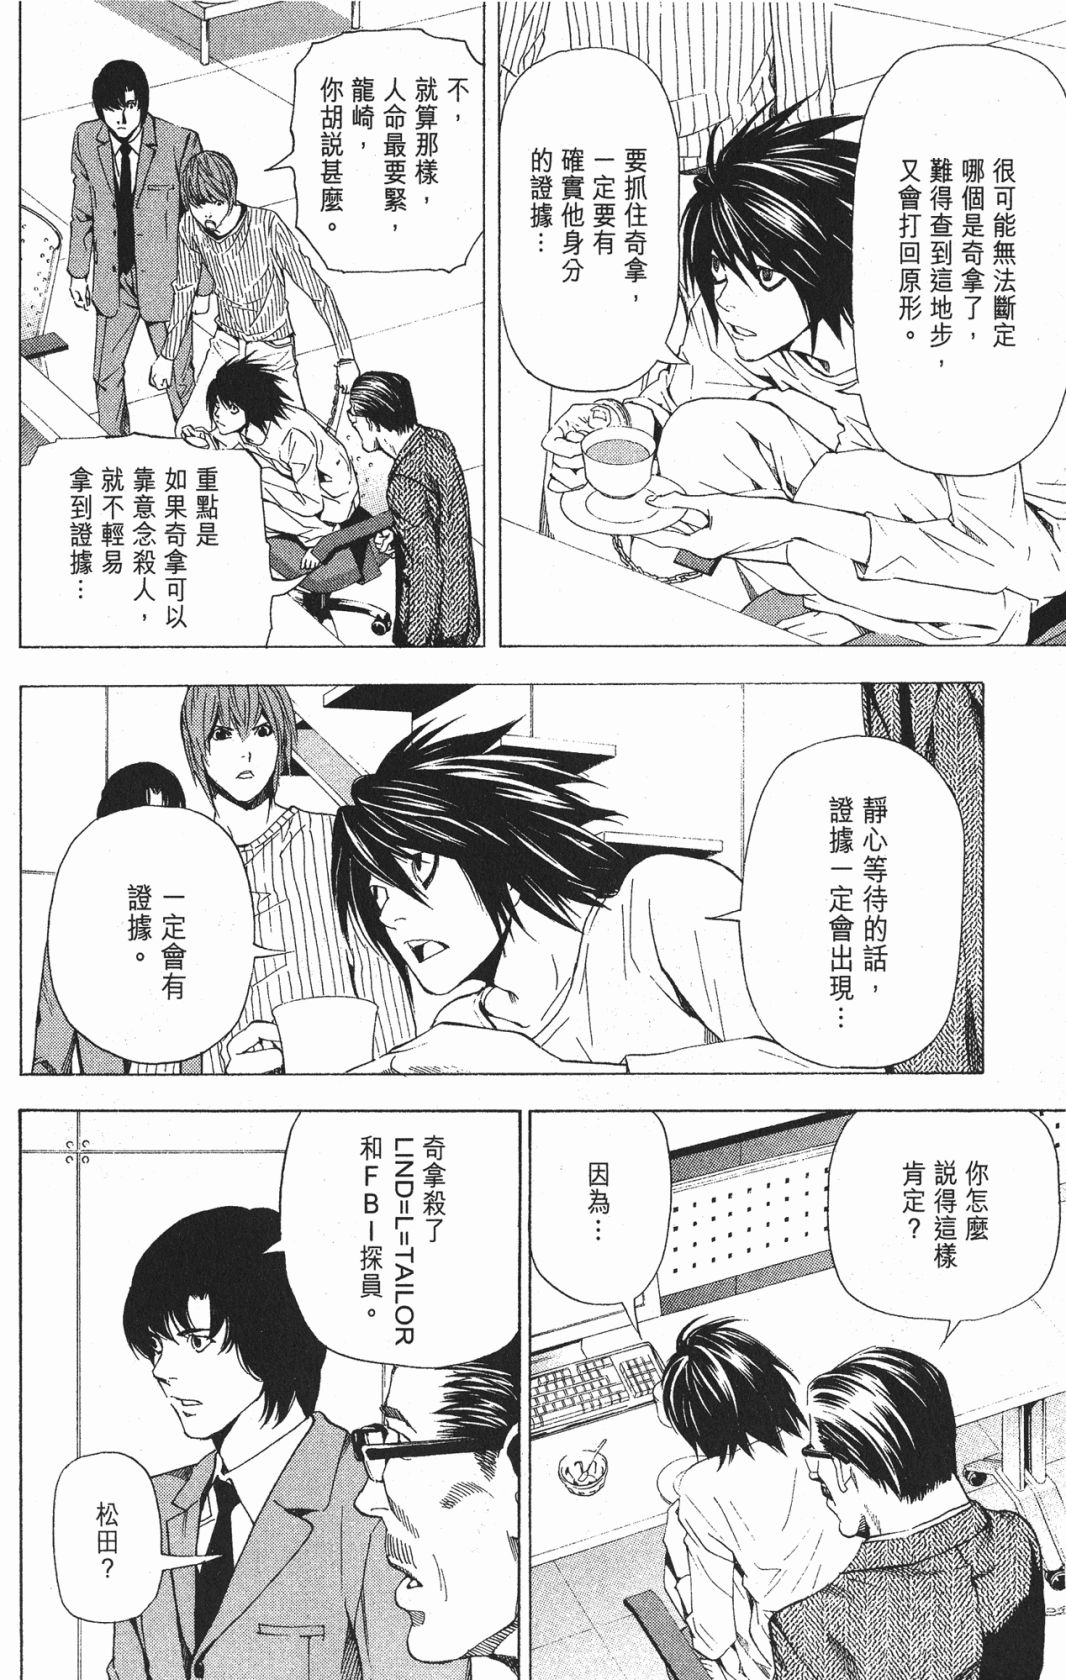 很可能無法斷定
哪個是奇拿了，
難得查到這地步，
又會打回原形。
要抓住奇拿，
一定要有
確實他身分
的證據…
不，
就算那樣，
人命最要緊，
龍崎，
你胡説甚麼。
重點是
如果奇拿可以
靠意念殺人，
就不輕易
拿到證據…
靜心等待的話，
證據一定會出現…
一定會有
證據。
你怎麼
説得這樣
肯定？
因為…
奇拿殺了
LIND=L=TAILOR
和FBI探員。
松田？